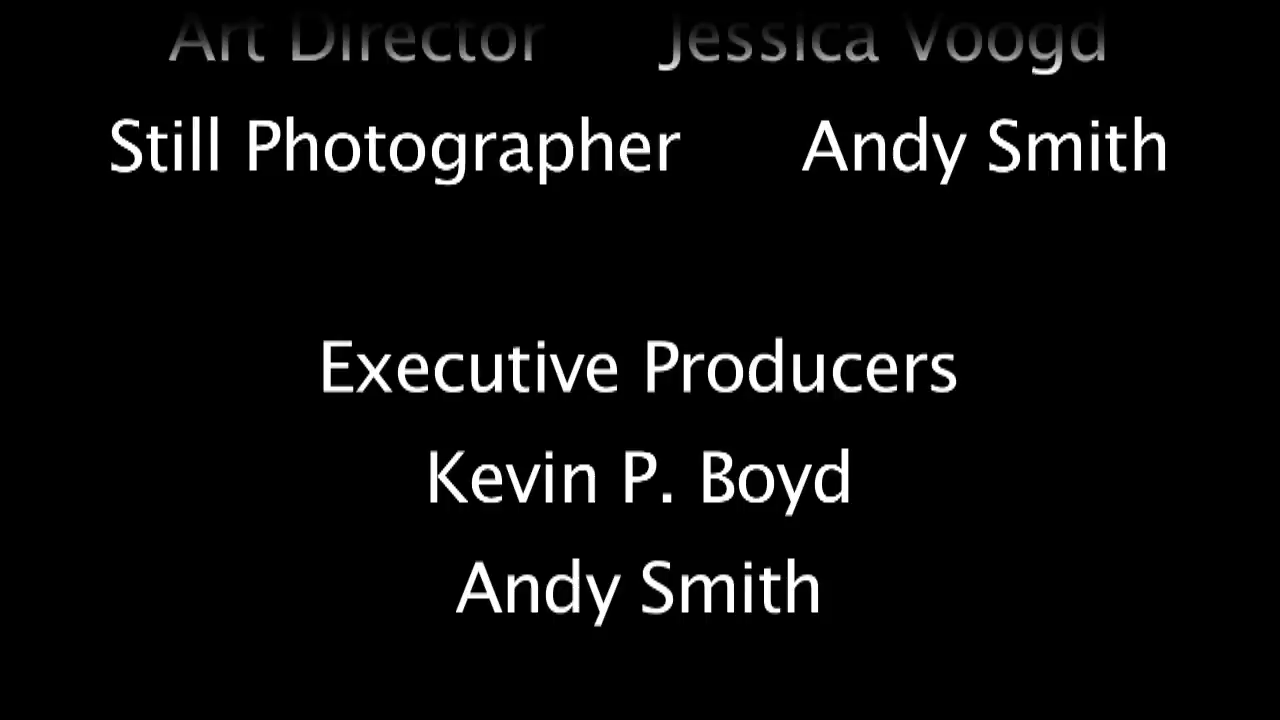 Art Director Jessica Voogd
Still Photographer Andy Smith
Executive Producers
Kevin P. Boyd
Andy Smith